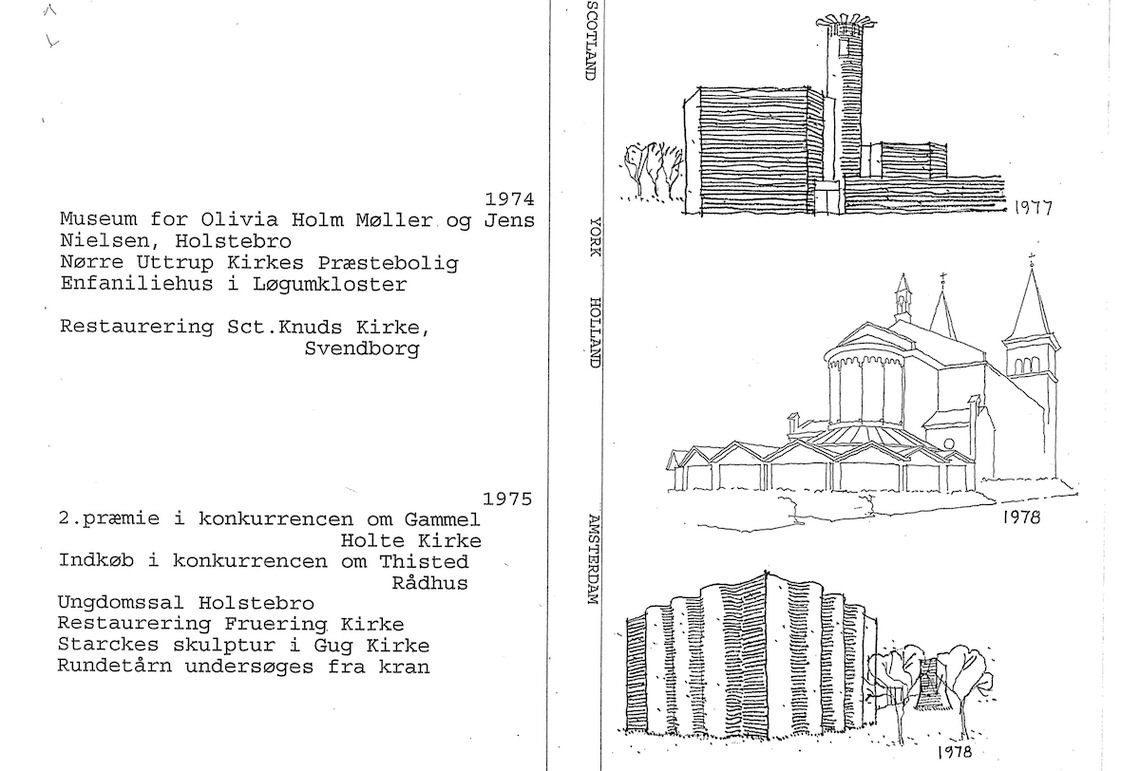 1974
Museum for Olivia Holm Møller og Jens
Nielsen, Holstebro
Nørre Uttrup Kirkes Præstebolig
Enfaniliehus i Løgumkloster
Restaurering Sct.Knuds Kirke,
Svendborg
1975
2.præmie i konkurrencen om Gammel
Holte Kirke
Indkøb i konkurrencen om Thisted
Rådhus
Ungdomssal Holstebro
Restaurering Fruering Kirke
Starckes skulptur i Gug Kirke
Rundetårn undersøges fra kran
SCOTLAND
YORK
HOLLAND
AMSTERDAM
1977
1978
1978